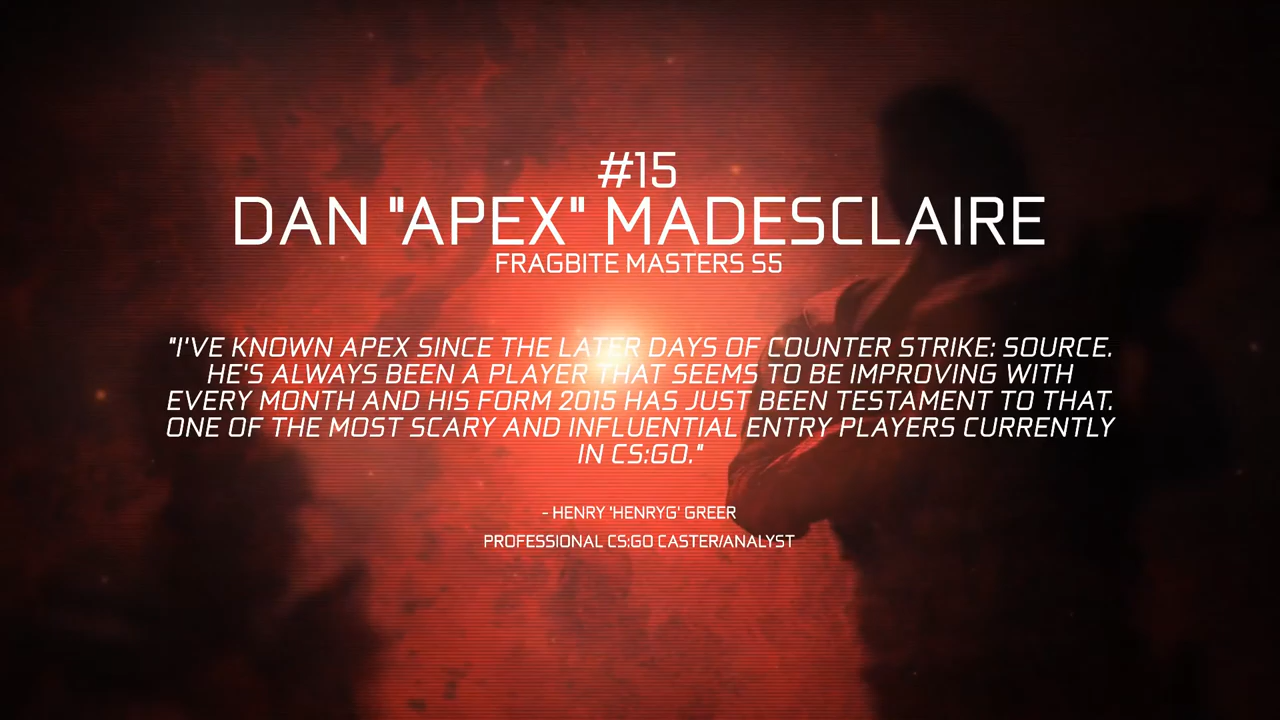 #15
DAN "APEX" MADESCLAIRE
FRAGBITE MASTERS S5
"I'VE KNOWN APEX SINCE THE LATER DAYS OF COUNTER STRIKE: SOURCE.
HE'S ALWAYS BEEN A PLAYER THAT SEEMS TO BE IMPROVING WITH
EVERY MONTH AND HIS FORM 2015 HAS JUST BEEN TESTAMENT TO THAT.
ONE OF THE MOST SCARY AND INFLUENTIAL ENTRY PLAYERS CURRENTLY
IN CS:GO."
- HENRY 'HENRYG' GREER
PROFESSIONAL CS:GO CASTER/ANALYST